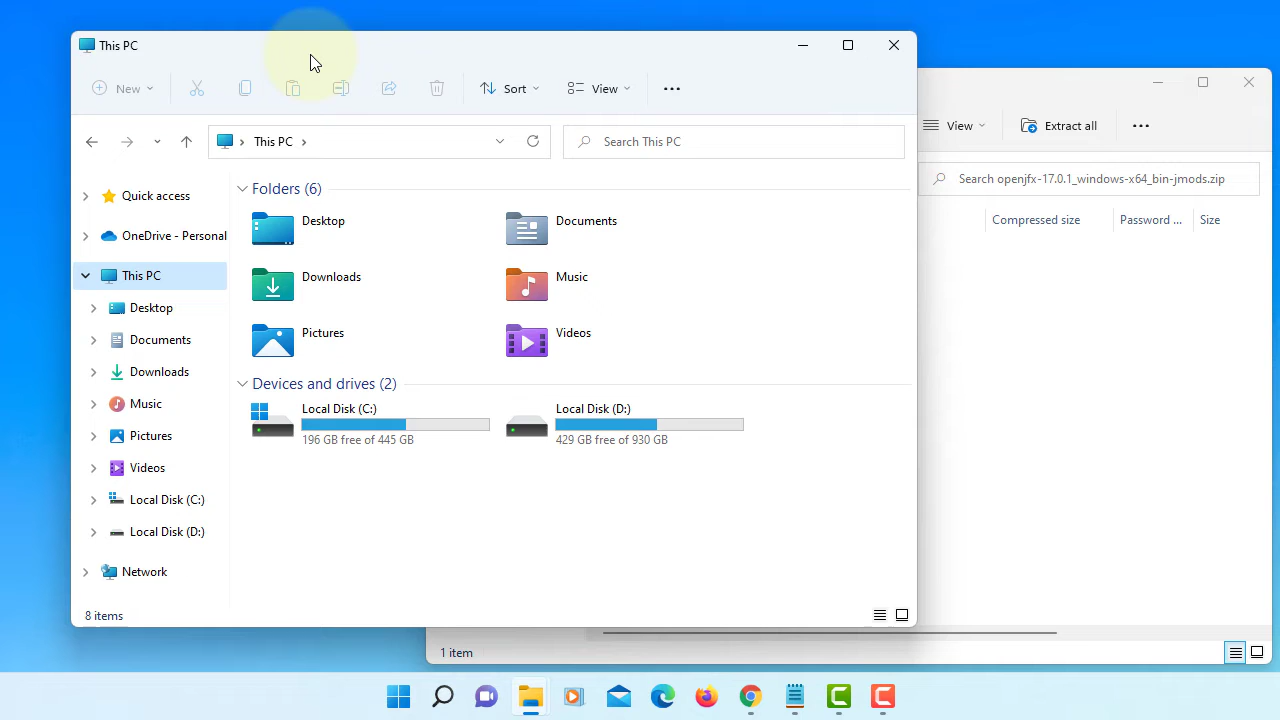 This PC
New
Sort
View
This PC
Search This PC
Quick access
OneDrive - Personal
This PC
Desktop
Documents
Downloads
Music
Pictures
Videos
Local Disk (C:)
Local Disk (D:)
Network
Folders (6)
Desktop
Documents
Downloads
Music
Pictures
Videos
Devices and drives (2)
Local Disk (C:)
196 GB free of 445 GB
Local Disk (D:)
429 GB free of 930 GB
8 items
View
Extract all
Search openjfx-17.0.1_windows-x64_bin-jmods.zip
Compressed size
Password ...
Size
1 item